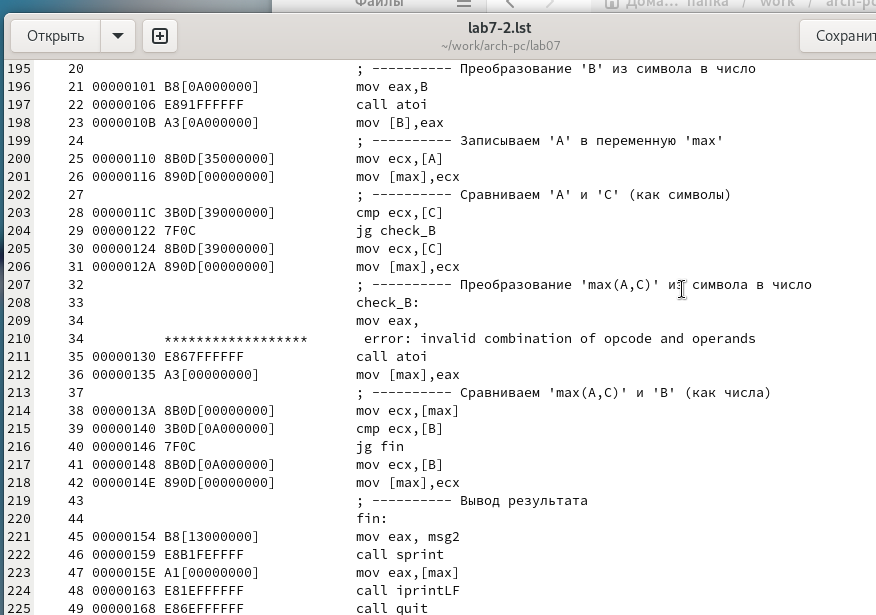 Файлы
Дома...
папка / work / arch-pc
Открыть
lab7-2.lst
~/work/arch-pc/lab07
Сохранит
195 20 ; ---------- Преобразование 'B' из символа в число
196 21 00000101 B8[0A000000] mov eax,B
197 22 00000106 E891FFFFFF call atoi
198 23 0000010B A3[0A000000] mov [B],eax
199 24 ; ---------- Записываем 'A' в переменную 'max'
200 25 00000110 8B0D[35000000] mov ecx,[A]
201 26 00000116 890D[00000000] mov [max],ecx
202 27 ; ---------- Сравниваем 'A' и 'С' (как символы)
203 28 0000011C 3B0D[39000000] cmp ecx,[C]
204 29 00000122 7F0C jg check_B
205 30 00000124 8B0D[39000000] mov ecx,[C]
206 31 0000012A 890D[00000000] mov [max],ecx
207 32 ; ---------- Преобразование 'max(A,C)' из символа в число
208 33 check_B:
209 34 mov eax,
210 34 ****************** error: invalid combination of opcode and operands
211 35 00000130 E867FFFFFF call atoi
212 36 00000135 A3[00000000] mov [max],eax
213 37 ; ---------- Сравниваем 'max(A,C)' и 'B' (как числа)
214 38 0000013A 8B0D[00000000] mov ecx,[max]
215 39 00000140 3B0D[0A000000] cmp ecx,[B]
216 40 00000146 7F0C jg fin
217 41 00000148 8B0D[0A000000] mov ecx,[B]
218 42 0000014E 890D[00000000] mov [max],ecx
219 43 ; ---------- Вывод результата
220 44 fin:
221 45 00000154 B8[13000000] mov eax, msg2
222 46 00000159 E8B1FEFFFF call sprint
223 47 0000015E A1[00000000] mov eax,[max]
224 48 00000163 E81EFFFFFF call iprintLF
225 49 00000168 E86EFFFFFF call quit